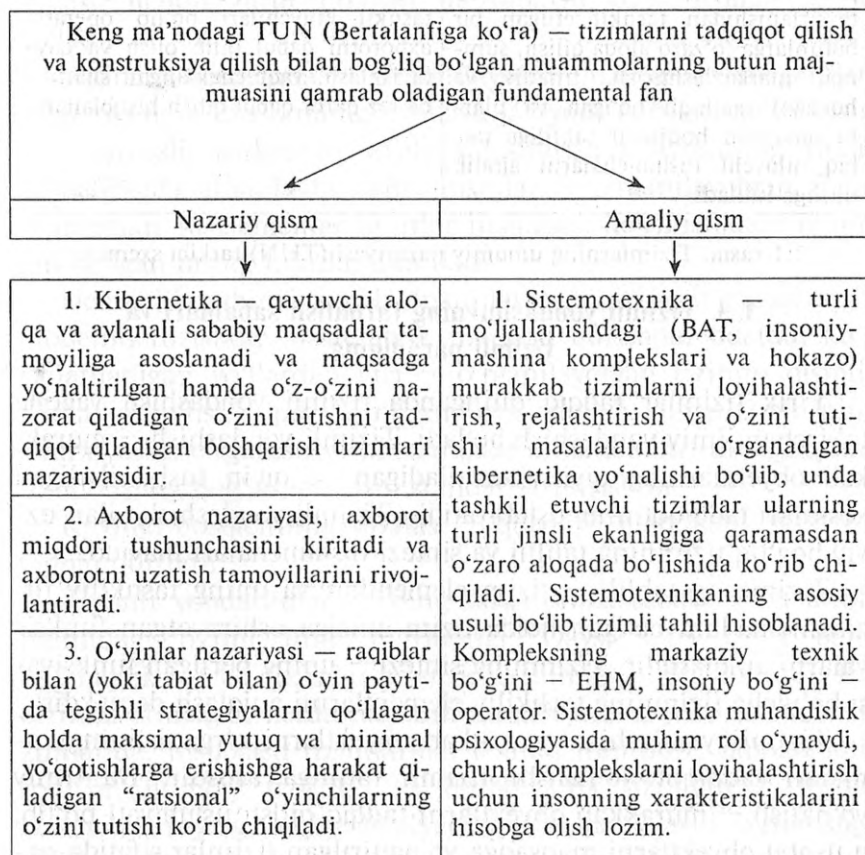 Keng ma’nodagi TUN (Bertalanfiga ko‘ra) — tizimlarni tadqiqot qilish
va konstruksiya qilish bilan bog‘liq bo‘lgan muammolarning butun maj-
muasini qamrab oladigan fundamental fan
Nazariy qism
Amaliy qism
1. Kibernetika — qaytuvchi alo-
qa va aylanali sababiy maqsadlar ta-
moyiliga asoslanadi va maqsadga
yo‘naltirilgan hamda o‘z-o‘zini na-
zorat qiladigan o‘zini tutishni tad-
qiqot qiladigan boshqarish tizimlari
nazariyasidir.
2. Axborot nazariyasi, axborot
miqdori tushunchasini kiritadi va
axborotni uzatish tamoyillarini rivoj-
lantiradi.
3. O‘yinlar nazariyasi — raqiblar
bilan (yoki tabiat bilan) o‘yin payti-
da tegishli strategiyalarni qo‘llagan
holda maksimal yutuq va minimal
yo‘qotishlarga erishishga harakat qi-
ladigan “ratsional” o‘yinchilarning
o‘zini tutishi ko‘rib chiqiladi.
1. Sistemotexnika — turli
mo‘ljallanishdagi (BAT, insoniy-
mashina komplekslari va hokazo)
murakkab tizimlarni loyihalashti-
rish, rejalashtirish va o‘zini tuti-
shi masalalarini o‘rganadigan
kibernetika yo‘nalishi bo‘lib, unda
tashkil etuvchi tizimlar ularning
turli jinsli ekanligiga qaramasdan
o‘zaro aloqada bo‘lishida ko‘rib chi-
qiladi. Sistemotexnikaning asosiy
usuli bo‘lib tizimli tahlil hisoblanadi.
Kompleksning markaziy texnik
bo‘g‘ini – EHM, insoniy bo‘g‘ini –
operator. Sistemotexnika muhandislik
psixologiyasida muhim rol o‘ynaydi,
chunki komplekslarni loyihalashtirish
uchun insonning xarakteristikalarini
hisobga olish lozim.